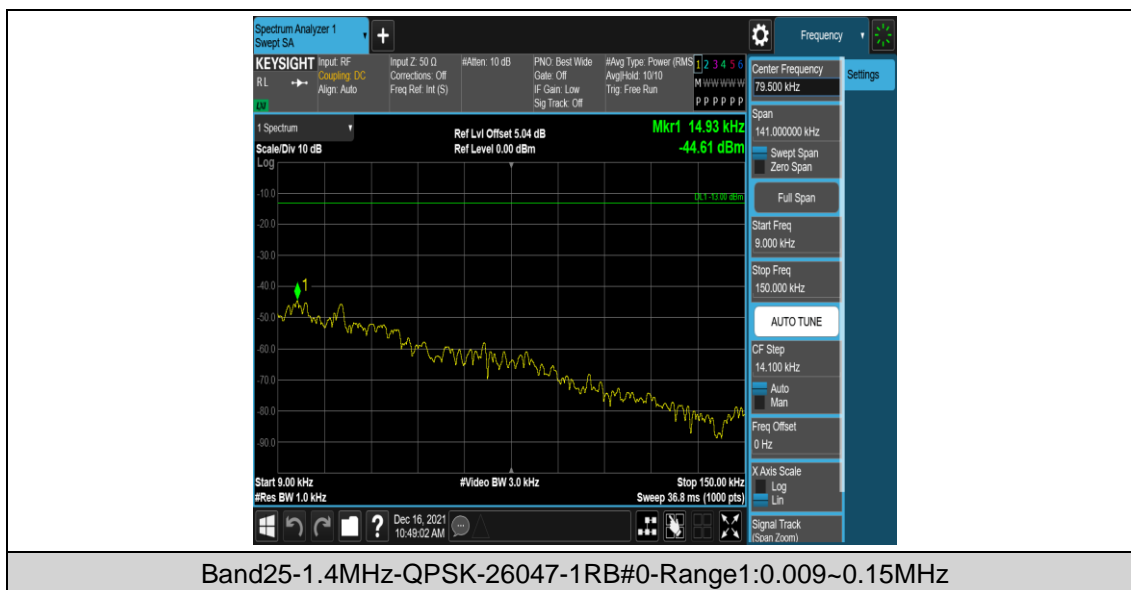 Spectrum Analyzer 1
Swept SA
+
Frequency
KEYSIGHT
RL
LXI
Input: RF
Coupling: DC
Align: Auto
Input Z: 50 Ω
Corrections: Off
Freq Ref: Int (S)
#Atten: 10 dB
PNO: Best Wide
Gate: Off
IF Gain: Low
Sig Track: Off
#Avg Type: Power (RMS
Avg|Hold: 10/10
Trig: Free Run
1 2 3 4 5 6
M W W W W W
P P P P P P
1 Spectrum
Scale/Div 10 dB
Ref Lvl Offset 5.04 dB
Ref Level 0.00 dBm
Mkr1 14.93 kHz
-44.61 dBm
Log
-10.0
-20.0
-30.0
-40.0
-50.0
-60.0
-70.0
-80.0
-90.0
DL1 -13.00 dBm
1
Start 9.00 kHz
#Res BW 1.0 kHz
#Video BW 3.0 kHz
Stop 150.00 kHz
Sweep 36.8 ms (1000 pts)
?
Dec 16, 2021
10:49:02 AM
Center Frequency
79.500 kHz
Settings
Span
141.000000 kHz
Swept Span
Zero Span
Full Span
Start Freq
9.000 kHz
Stop Freq
150.000 kHz
AUTO TUNE
CF Step
14.100 kHz
Auto
Man
Freq Offset
0 Hz
X Axis Scale
Log
Lin
Signal Track
(Span Zoom)
Band25-1.4MHz-QPSK-26047-1RB#0-Range1:0.009~0.15MHz